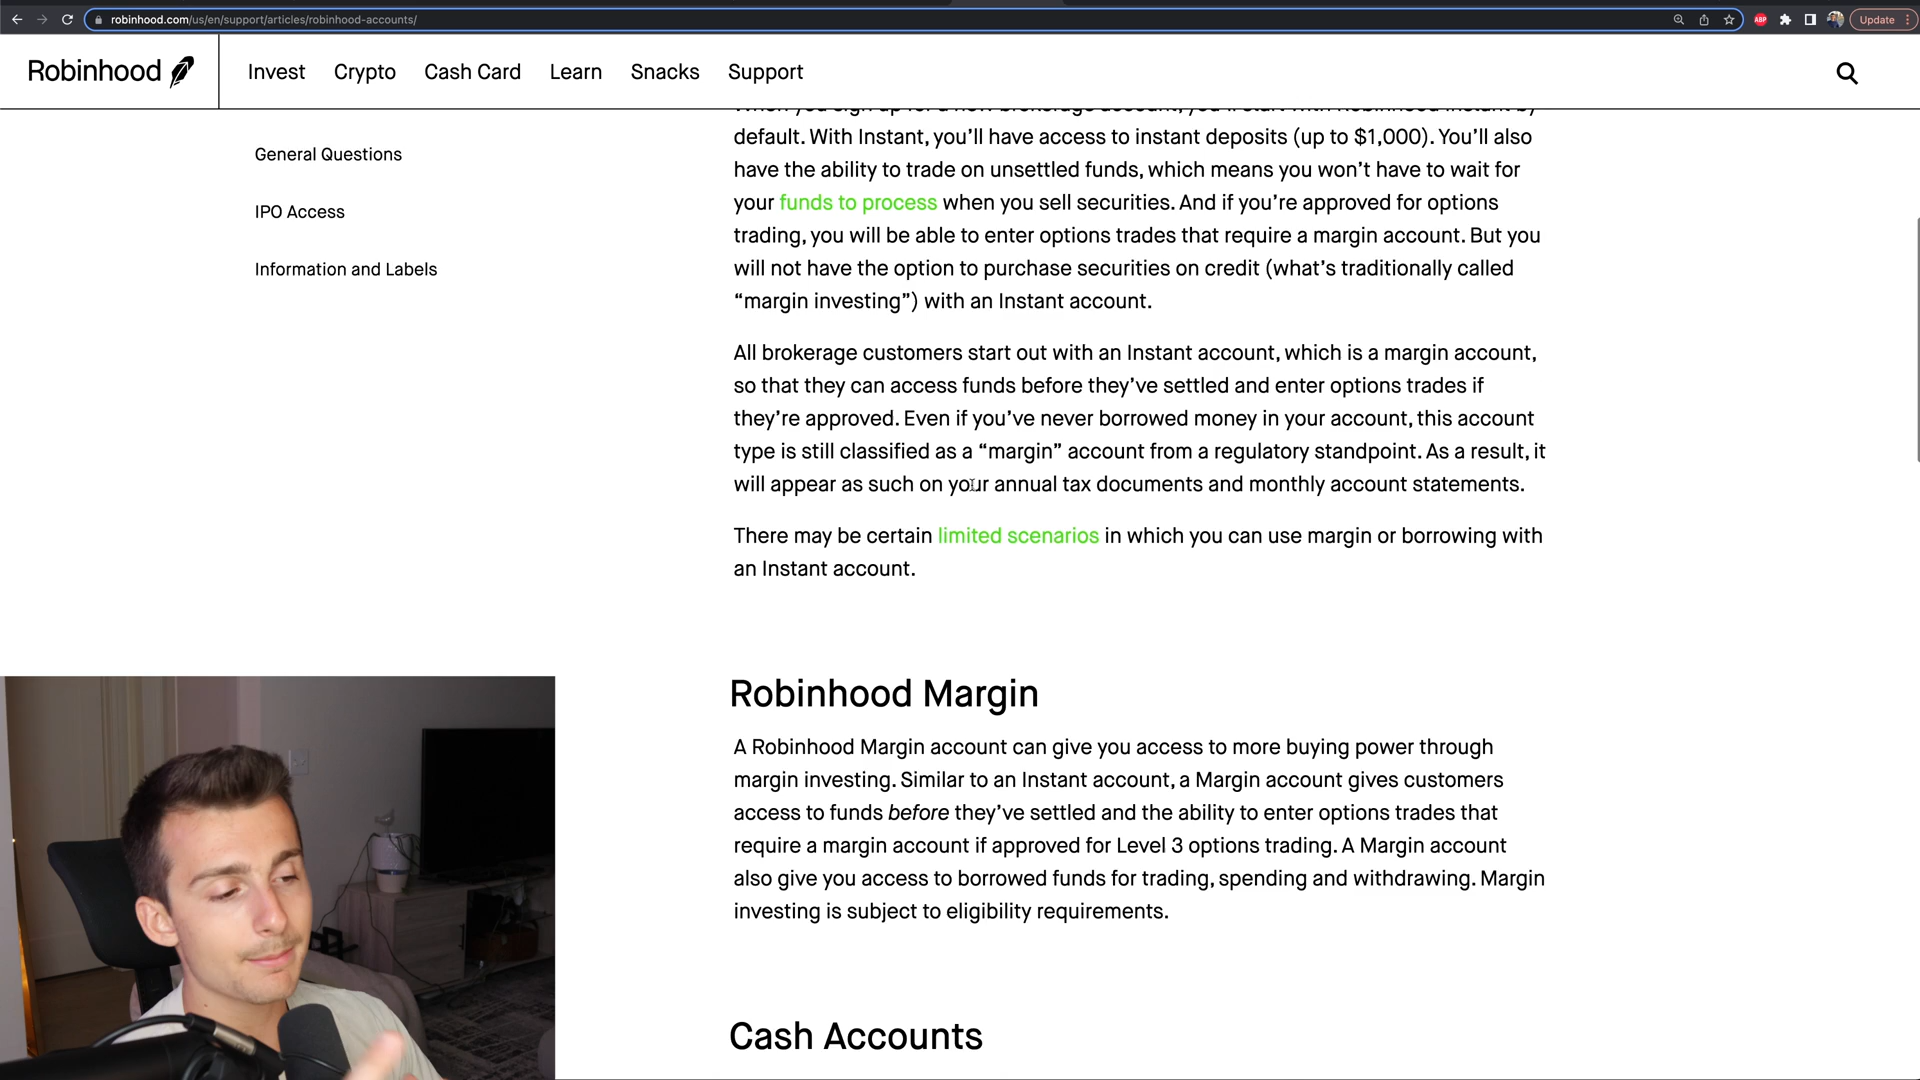 robinhood.com/us/en/support/articles/robinhood-accounts/
ABP
Update
Robinhood
Invest
Crypto
Cash Card
Learn
Snacks
Support
General Questions
IPO Access
Information and Labels
When you sign up for a new brokerage account, you'll start with Robinhood Instant by
default. With Instant, you'll have access to instant deposits (up to $1,000). You'll also
have the ability to trade on unsettled funds, which means you won't have to wait for
your funds to process when you sell securities. And if you're approved for options
trading, you will be able to enter options trades that require a margin account. But you
will not have the option to purchase securities on credit (what's traditionally called
“margin investing”) with an Instant account.
All brokerage customers start out with an Instant account, which is a margin account,
so that they can access funds before they've settled and enter options trades if
they're approved. Even if you've never borrowed money in your account, this account
type is still classified as a “margin” account from a regulatory standpoint. As a result, it
will appear as such on your annual tax documents and monthly account statements.
There may be certain limited scenarios in which you can use margin or borrowing with
an Instant account.
Robinhood Margin
A Robinhood Margin account can give you access to more buying power through
margin investing. Similar to an Instant account, a Margin account gives customers
access to funds before they've settled and the ability to enter options trades that
require a margin account if approved for Level 3 options trading. A Margin account
also give you access to borrowed funds for trading, spending and withdrawing. Margin
investing is subject to eligibility requirements.
Cash Accounts